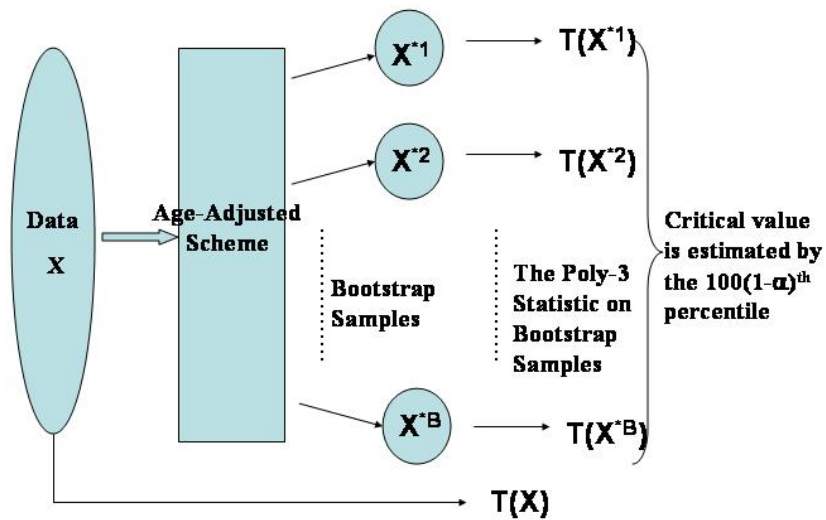 Data
X
Age-Adjusted
Scheme
X*1
T(X*1)
X*2
T(X*2)
Bootstrap
Samples
The Poly-3
Statistic on
Bootstrap
Samples
Critical value
is estimated by
the 100(1-α)th
percentile
X*B
T(X*B)
T(X)